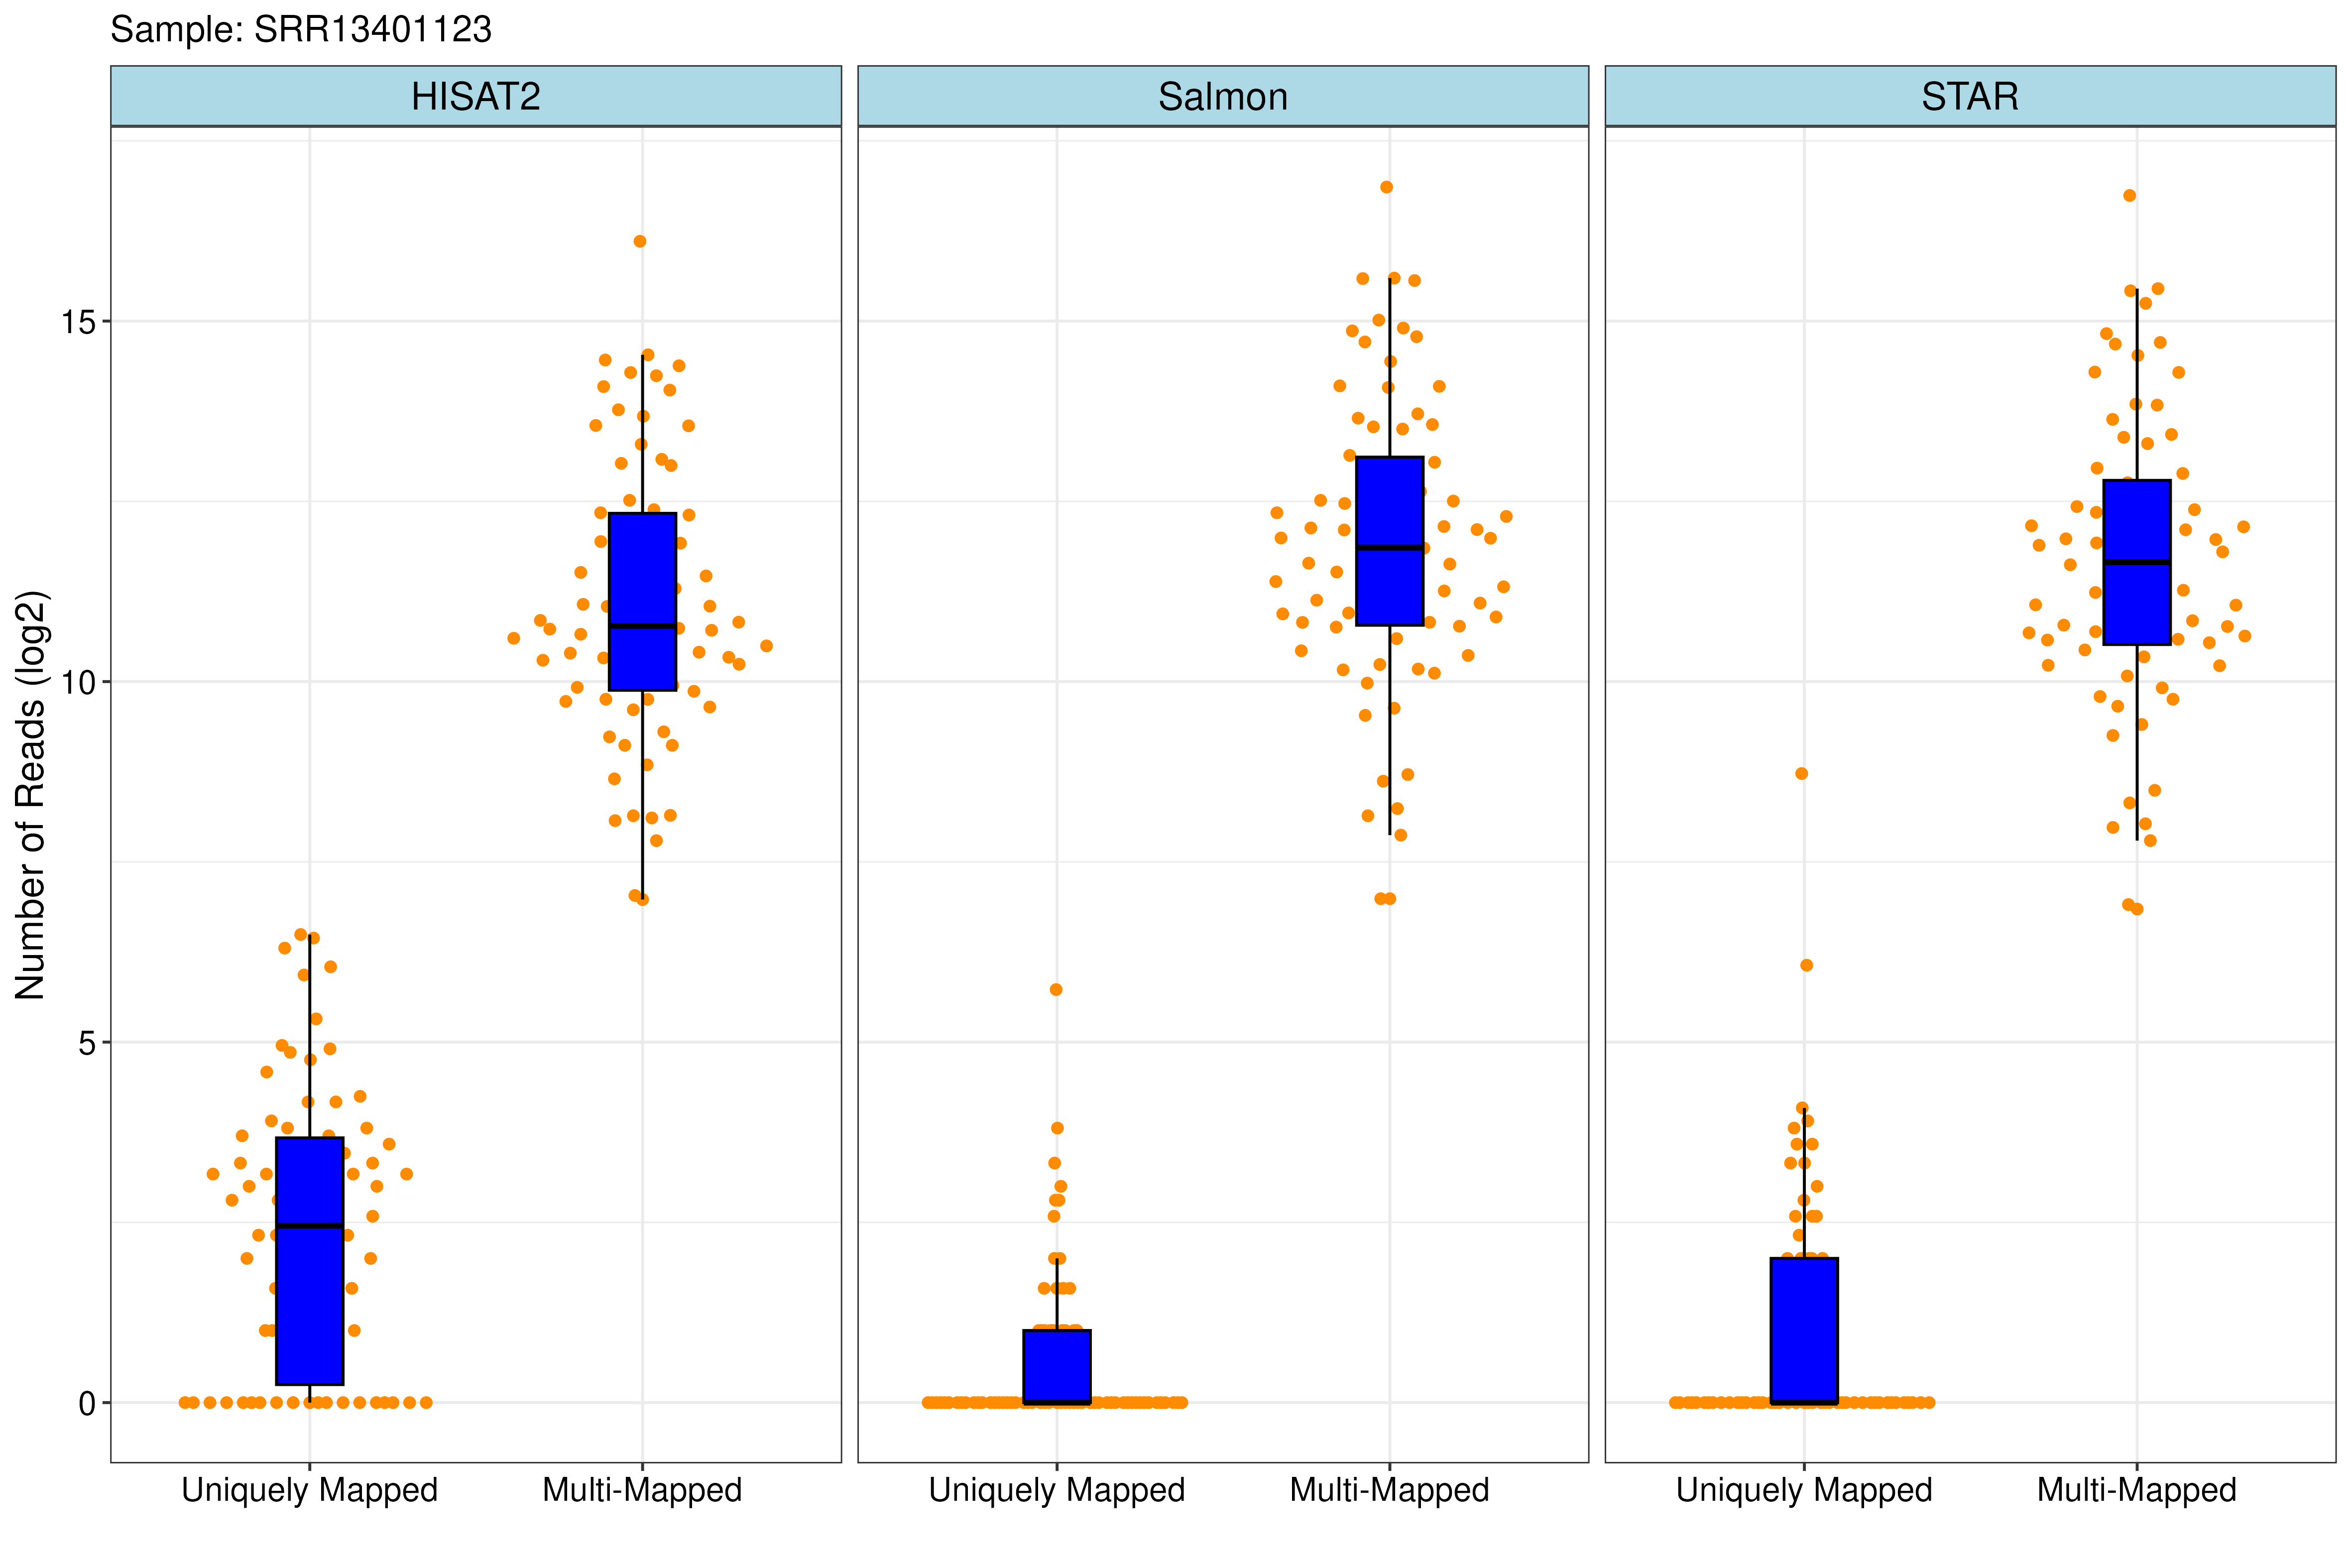 Sample: SRR13401123
HISAT2
Salmon
STAR
Number of Reads (log2)
15
10
5
0
Uniquely Mapped
Multi-Mapped
Uniquely Mapped
Multi-Mapped
Uniquely Mapped
Multi-Mapped